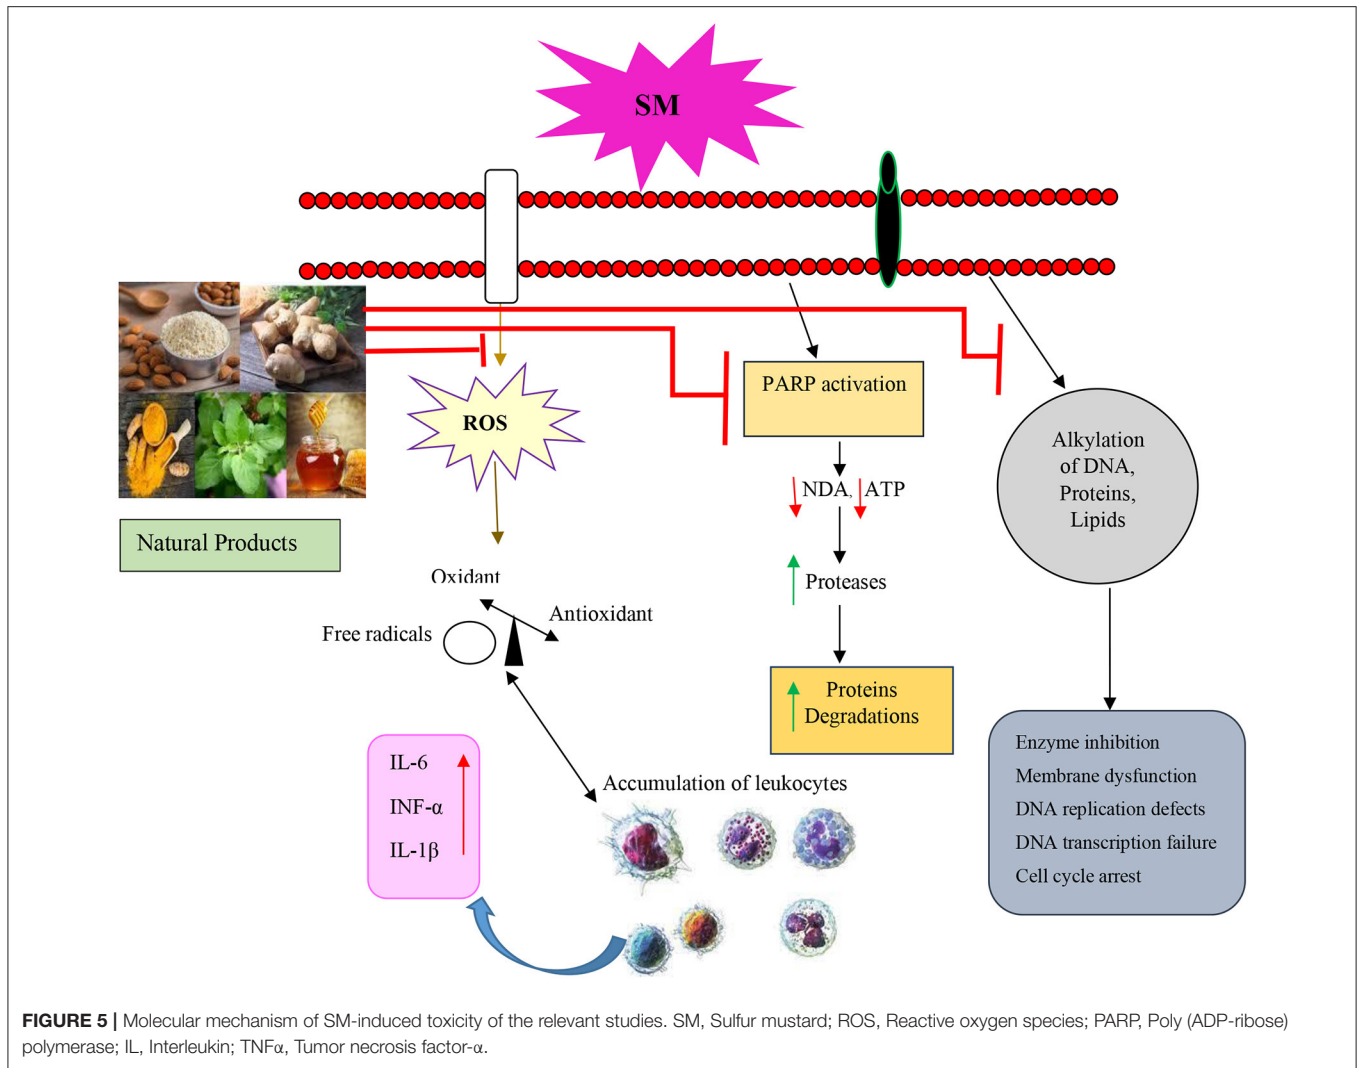 SM
ROS
Natural Products
Oxidant
Antioxidant
Free radicals
IL-6
INF-α
IL-1β
Accumulation of leukocytes
PARP activation
NDA, ATP
Proteases
Proteins
Degradations
Alkylation
of DNA,
Proteins,
Lipids
Enzyme inhibition
Membrane dysfunction
DNA replication defects
DNA transcription failure
Cell cycle arrest
FIGURE 5 | Molecular mechanism of SM-induced toxicity of the relevant studies. SM, Sulfur mustard; ROS, Reactive oxygen species; PARP, Poly (ADP-ribose)
polymerase; IL, Interleukin; TNFα, Tumor necrosis factor-α.